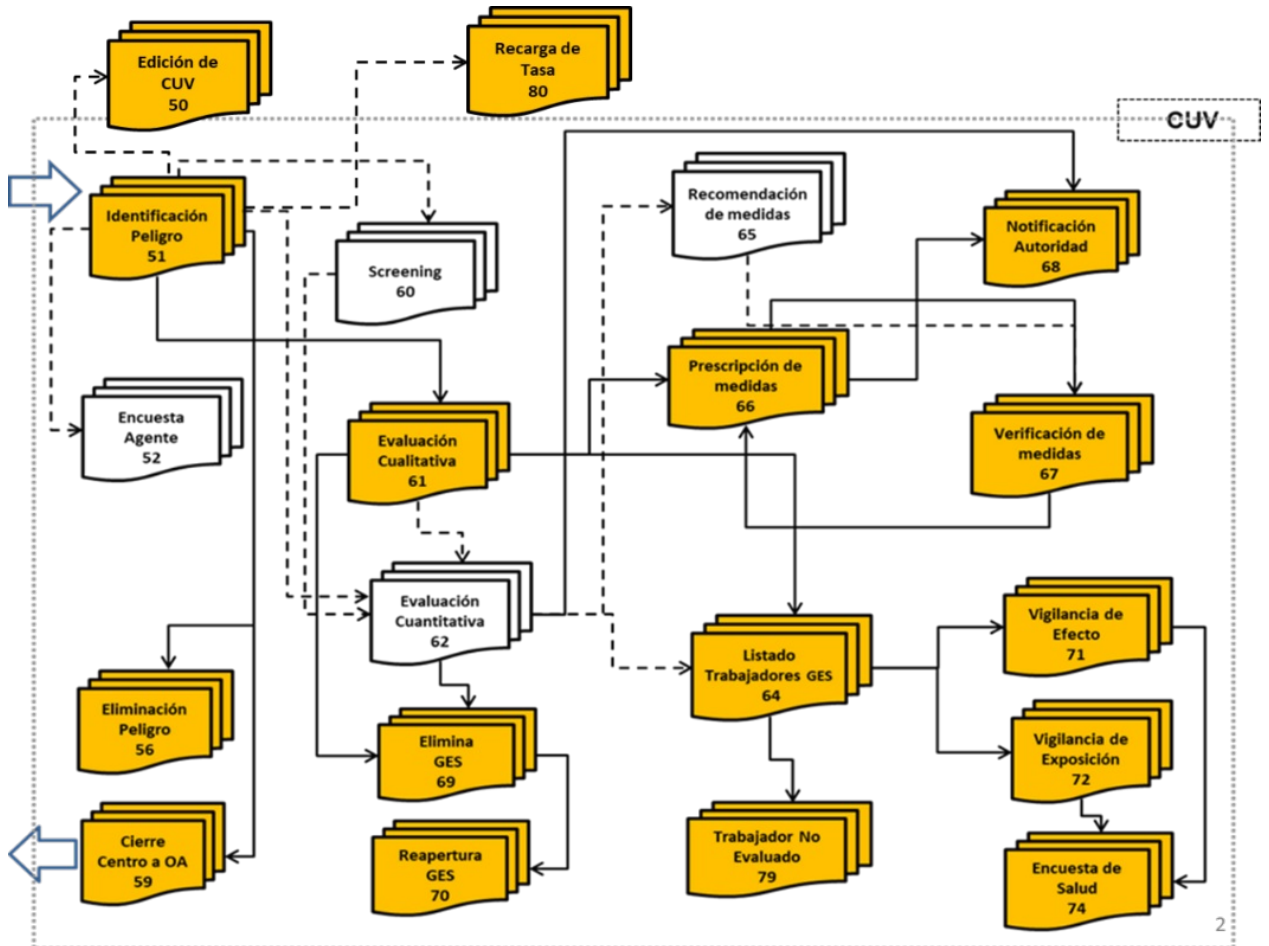 Edición de
CUV
50
Recarga de
Tasa
80
CUV
Identificación
Peligro
51
Screening
60
Recomendación
de medidas
65
Notificación
Autoridad
68
Encuesta
Agente
52
Evaluación
Cualitativa
61
Prescripción de
medidas
66
Verificación de
medidas
67
Evaluación
Cuantitativa
62
Listado
Trabajadores GES
64
Vigilancia de
Efecto
71
Eliminación
Peligro
56
Elimina
GES
69
Vigilancia de
Exposición
72
Cierre
Centro a OA
59
Reapertura
GES
70
Trabajador No
Evaluado
79
Encuesta de
Salud
74
2